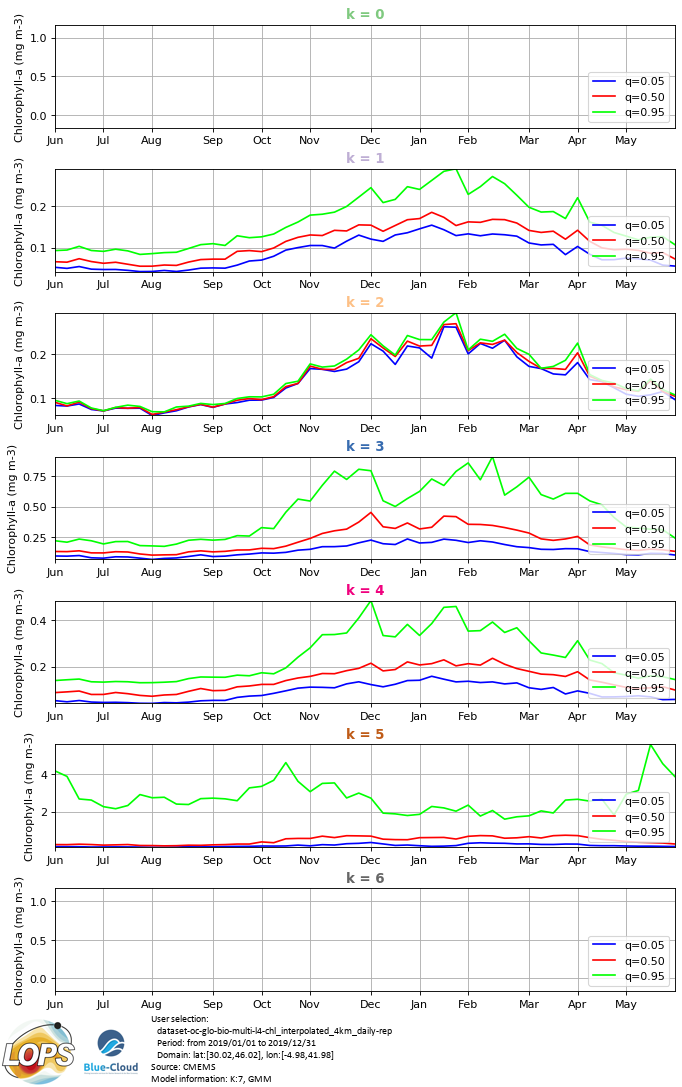 k = 0
Chlorophyll-a (mg m-3)
1.0
0.5
0.0
q=0.05
q=0.50
q=0.95
Jun Jul Aug Sep Oct Nov Dec Jan Feb Mar Apr May
k = 1
Chlorophyll-a (mg m-3)
0.2
0.1
q=0.05
q=0.50
q=0.95
Jun Jul Aug Sep Oct Nov Dec Jan Feb Mar Apr May
k = 2
Chlorophyll-a (mg m-3)
0.2
0.1
q=0.05
q=0.50
q=0.95
Jun Jul Aug Sep Oct Nov Dec Jan Feb Mar Apr May
k = 3
Chlorophyll-a (mg m-3)
0.75
0.50
0.25
q=0.05
q=0.50
q=0.95
Jun Jul Aug Sep Oct Nov Dec Jan Feb Mar Apr May
k = 4
Chlorophyll-a (mg m-3)
0.4
0.2
q=0.05
q=0.50
q=0.95
Jun Jul Aug Sep Oct Nov Dec Jan Feb Mar Apr May
k = 5
Chlorophyll-a (mg m-3)
4
2
q=0.05
q=0.50
q=0.95
Jun Jul Aug Sep Oct Nov Dec Jan Feb Mar Apr May
k = 6
Chlorophyll-a (mg m-3)
1.0
0.5
0.0
q=0.05
q=0.50
q=0.95
Jun Jul Aug Sep Oct Nov Dec Jan Feb Mar Apr May
LOPS
Blue-Cloud
User selection:
dataset-oc-glo-bio-multi-l4-chl_interpolated_4km_daily-rep
Period: from 2019/01/01 to 2019/12/31
Domain: lat:[30.02,46.02], lon:[-4.98,41.98]
Source: CMEMS
Model information: K:7, GMM